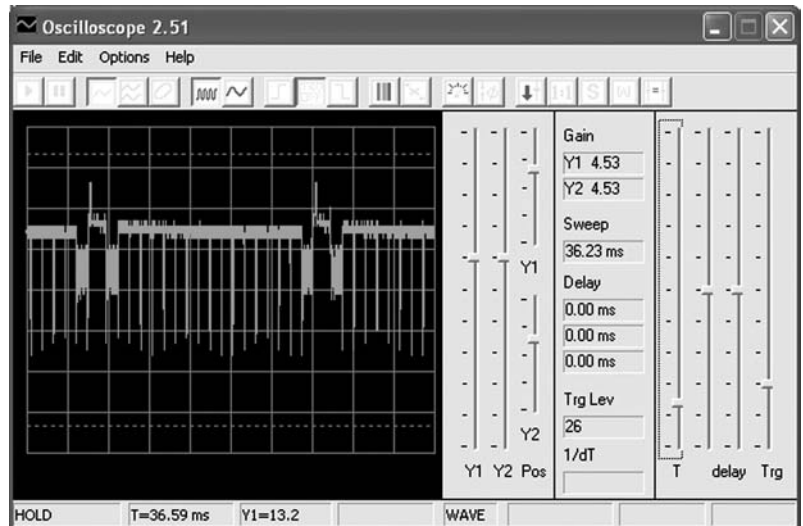 Oscilloscope 2.51
File Edit Options Help
1:1 S W
Gain
Y1 4.53
Y2 4.53
Sweep
36.23 ms
Delay
0.00 ms
0.00 ms
0.00 ms
Trg Lev
26
1/dT
Y1
Y2
Y1 Y2 Pos
T delay Trg
HOLD T=36.59 ms Y1=13.2 WAVE